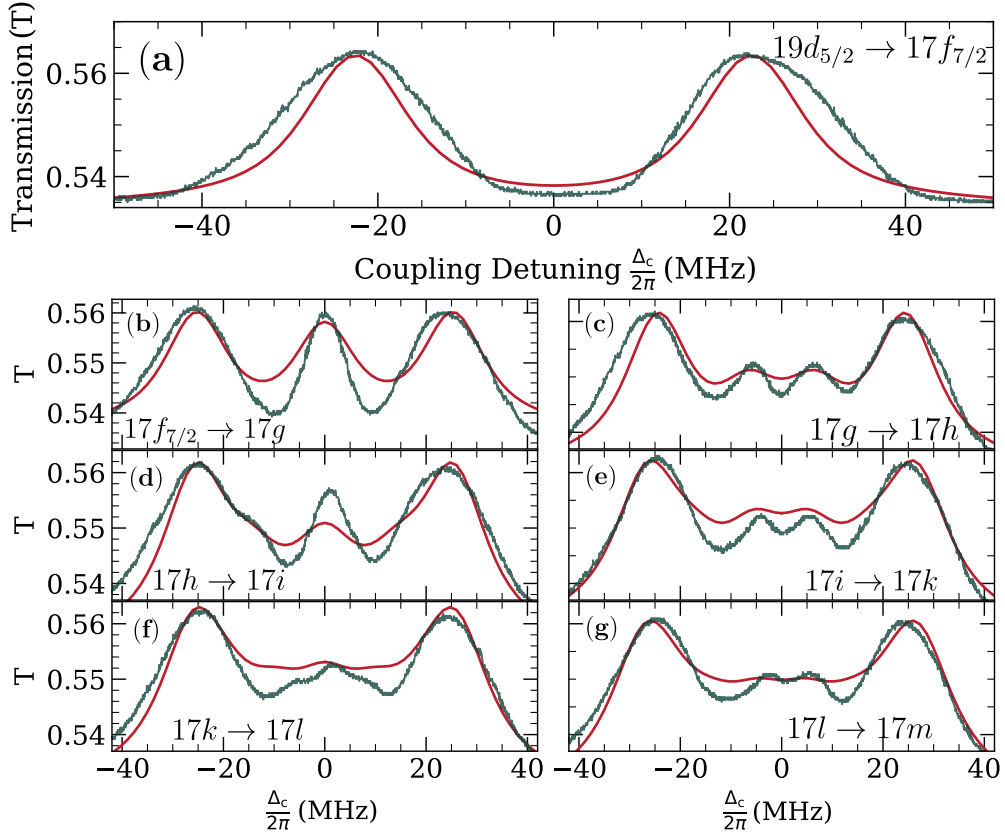 Transmission (T)
(a)
19d5/2 → 17f7/2
0.56
0.54
−40 −20 0 20 40
Coupling Detuning Δc/2π (MHz)
(b)
17f7/2 → 17g
T
0.56
0.55
0.54
(c)
17g → 17h
(d)
17h → 17i
T
0.56
0.55
0.54
(e)
17i → 17k
(f)
17k → 17l
T
0.56
0.55
0.54
(g)
17l → 17m
−40 −20 0 20 40
−40 −20 0 20 40
Δc/2π (MHz)
Δc/2π (MHz)